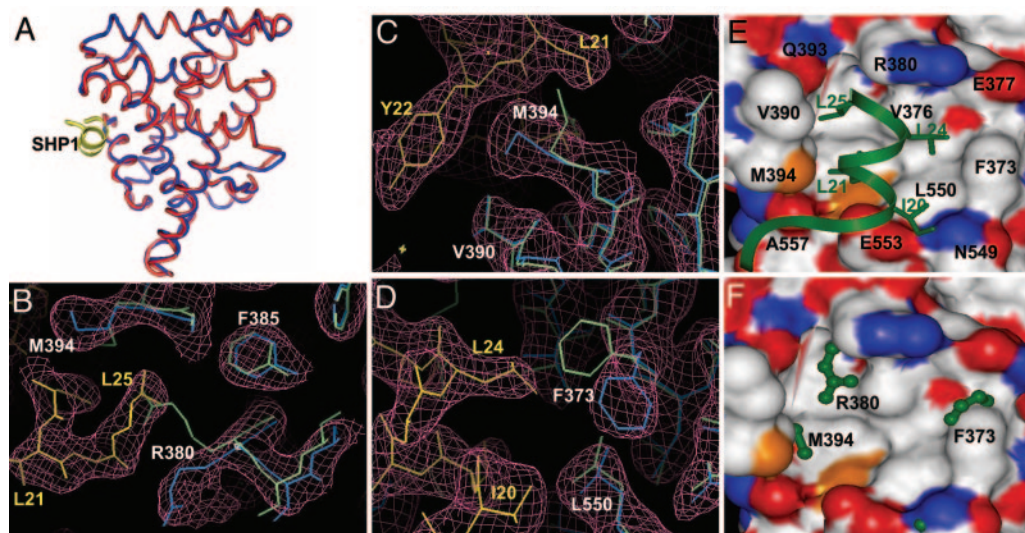 A
SHP1
B
M394
F385
L25
R380
L21
C
L21
Y22
M394
V390
D
L24
F373
I20
L550
E
Q393
R380
E377
L25
V390
V376
L24
M394
F373
L21
L550
I20
A557
E553
N549
F
R380
M394
F373